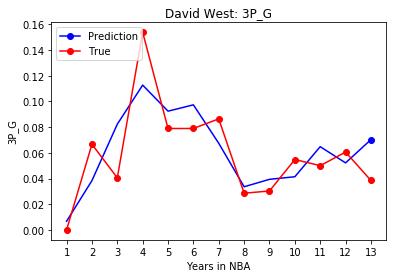 David West: 3P_G
Prediction
True
0.16
0.14
0.12
0.10
0.08
0.06
0.04
0.02
0.00
3P_G
1 2 3 4 5 6 7 8 9 10 11 12 13
Years in NBA